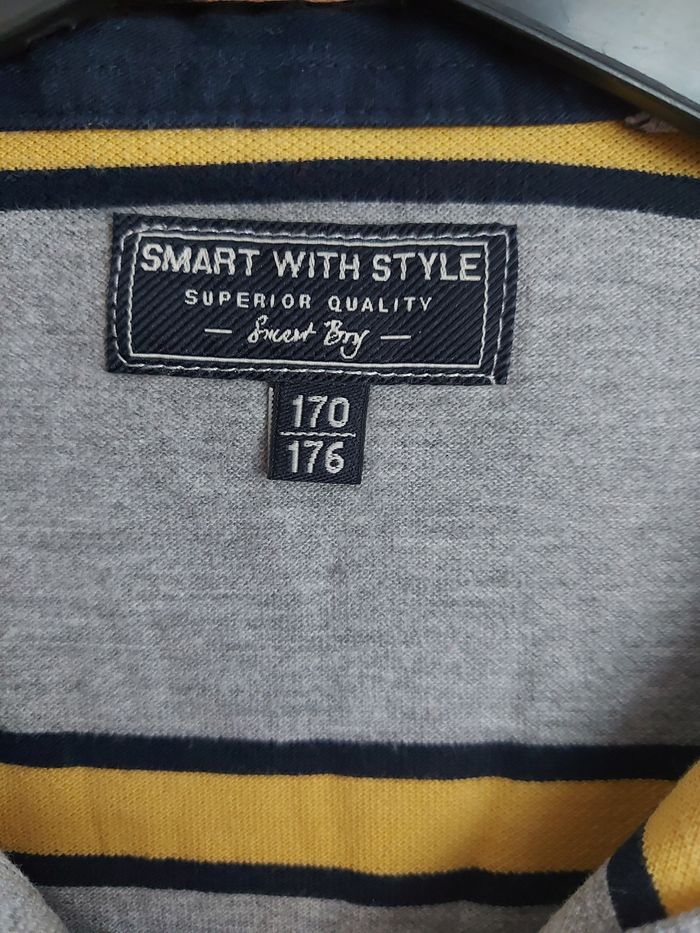 SMART WITH STYLE
SUPERIOR QUALITY
— Smart Boy —
170
176